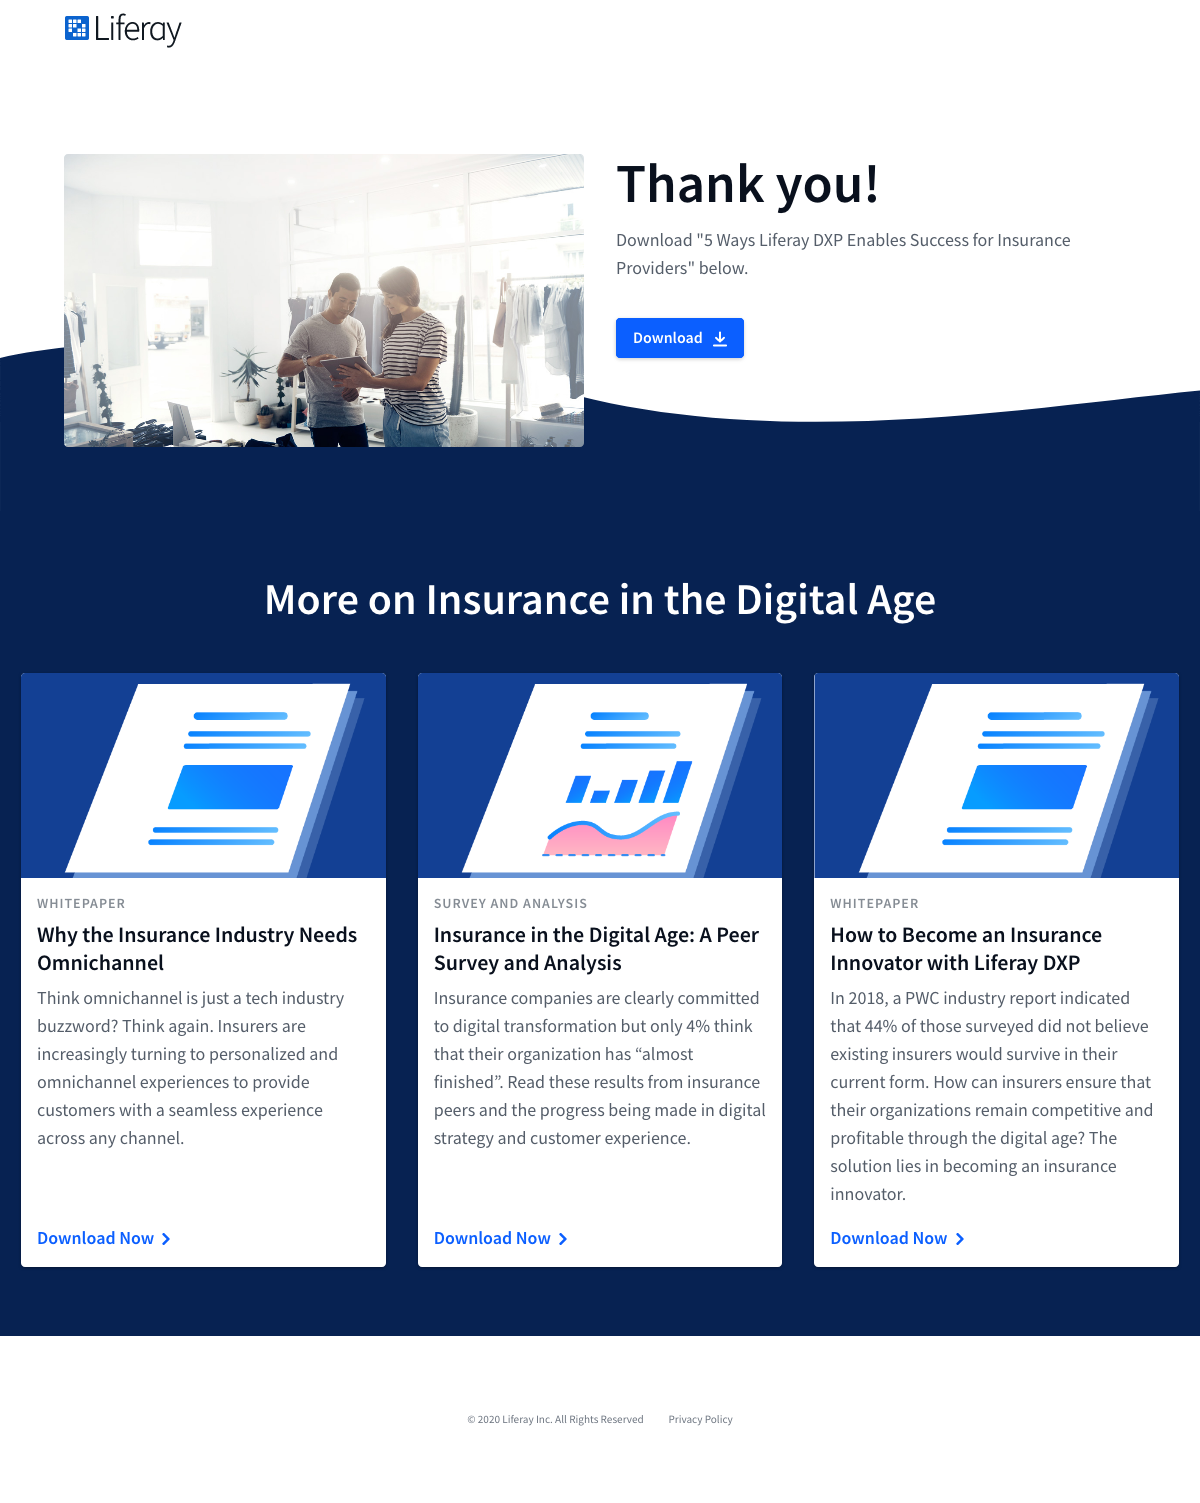 Liferay
Thank you!
Download "5 Ways Liferay DXP Enables Success for Insurance
Providers" below.
Download
More on Insurance in the Digital Age
WHITEPAPER
Why the Insurance Industry Needs
Omnichannel
Think omnichannel is just a tech industry
buzzword? Think again. Insurers are
increasingly turning to personalized and
omnichannel experiences to provide
customers with a seamless experience
across any channel.
Download Now
SURVEY AND ANALYSIS
Insurance in the Digital Age: A Peer
Survey and Analysis
Insurance companies are clearly committed
to digital transformation but only 4% think
that their organization has “almost
finished”. Read these results from insurance
peers and the progress being made in digital
strategy and customer experience.
Download Now
WHITEPAPER
How to Become an Insurance
Innovator with Liferay DXP
In 2018, a PWC industry report indicated
that 44% of those surveyed did not believe
existing insurers would survive in their
current form. How can insurers ensure that
their organizations remain competitive and
profitable through the digital age? The
solution lies in becoming an insurance
innovator.
Download Now
© 2020 Liferay Inc. All Rights Reserved Privacy Policy